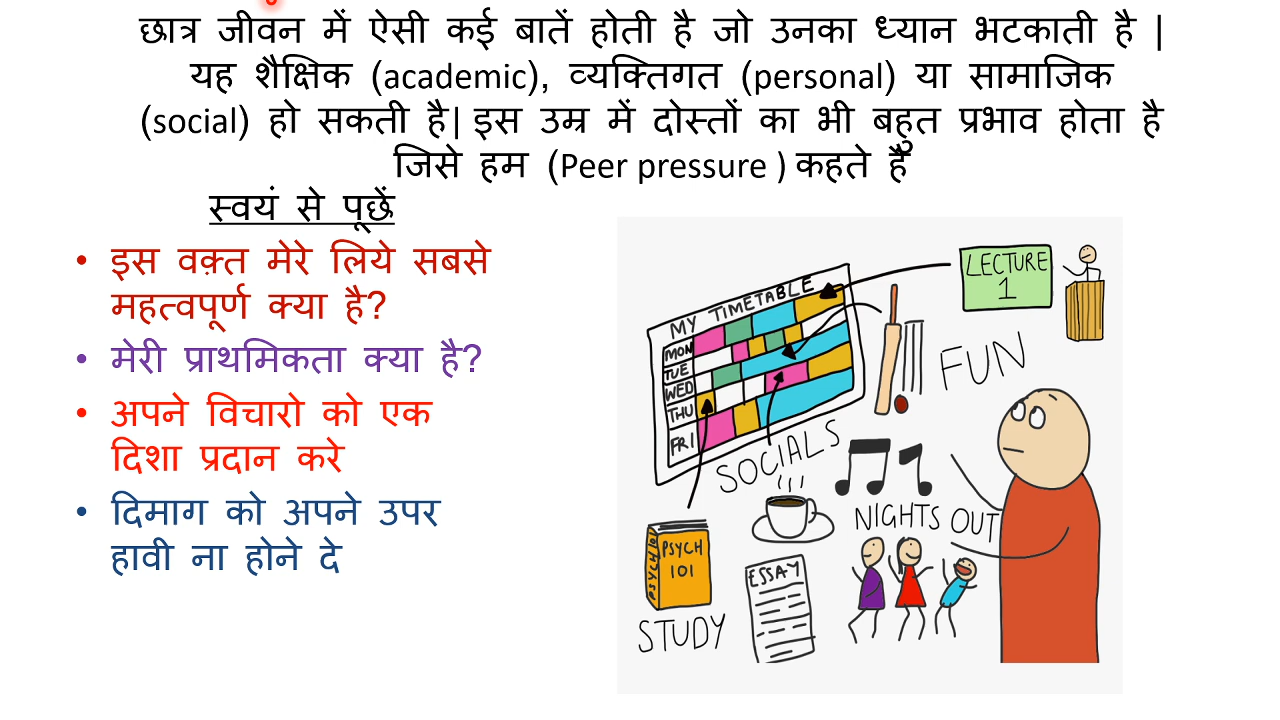 छात्र जीवन में ऐसी कई बातें होती है जो उनका ध्यान भटकाती है |
यह शैक्षिक (academic), व्यक्तिगत (personal) या सामाजिक
(social) हो सकती है| इस उम्र में दोस्तों का भी बहुत प्रभाव होता है
जिसे हम (Peer pressure ) कहते हैं
स्वयं से पूछें
• इस वक़्त मेरे लिये सबसे
महत्वपूर्ण क्या है?
• मेरी प्राथमिकता क्या है?
• अपने विचारो को एक
दिशा प्रदान करे
• दिमाग को अपने उपर
हावी ना होने दे
MY TIMETABLE
MON
TUE
WED
THU
FRI
LECTURE
1
FUN
SOCIALS
NIGHTS OUT
PSYCH 101
PSYCH
101
ESSAY
STUDY